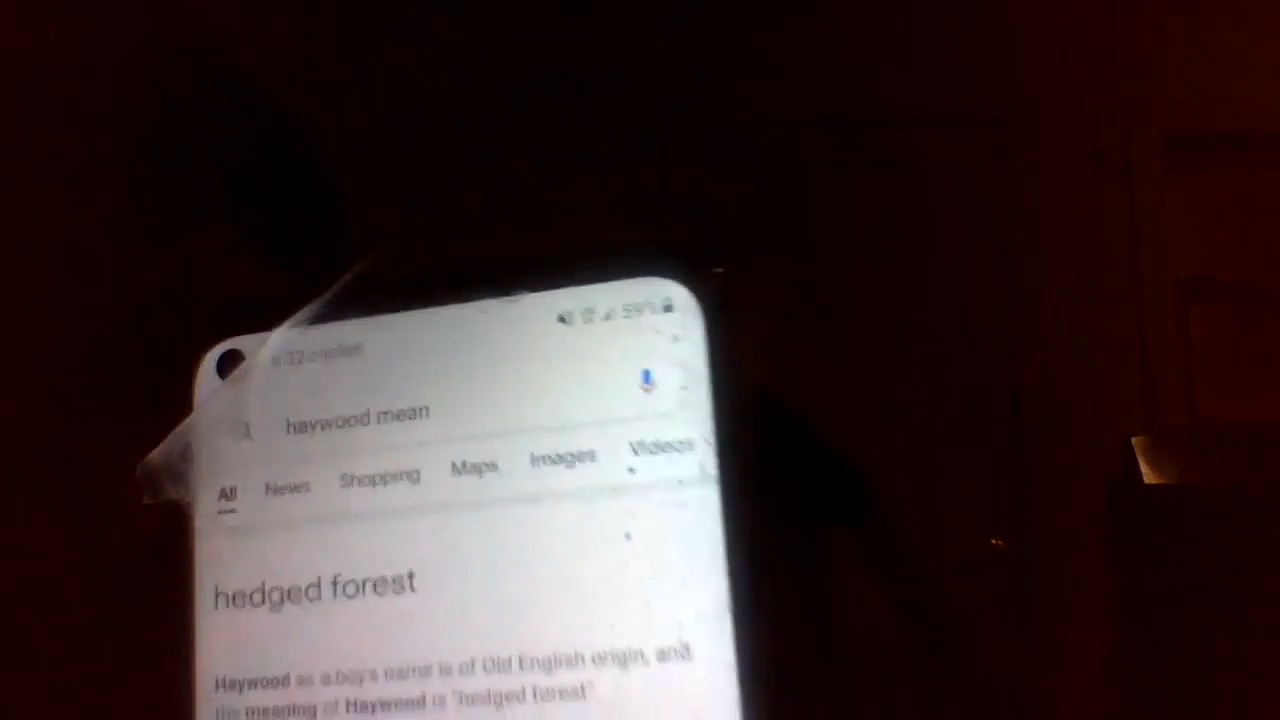 59%
haywood mean
All News Shopping Maps Images Videos
hedged forest
Haywood as a boy's name is of Old English origin, and
the meaning of Haywood is "hedged forest"